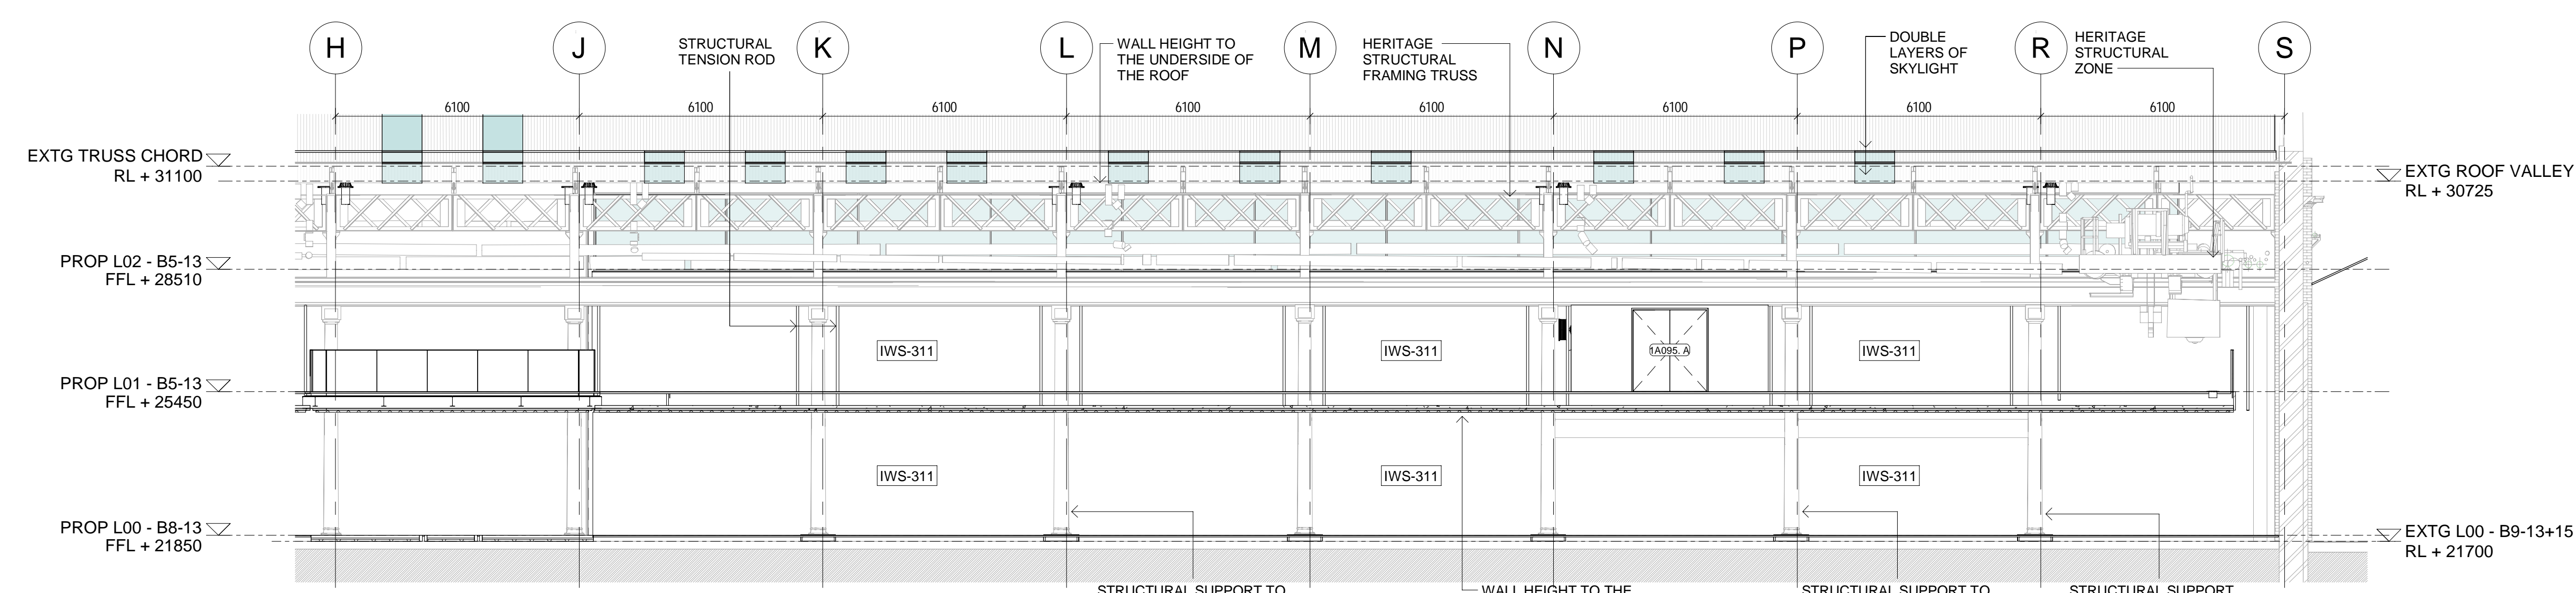 H
J
K
L
M
N
P
R
S
STRUCTURAL
TENSION ROD
WALL HEIGHT TO
THE UNDERSIDE OF
THE ROOF
HERITAGE
STRUCTURAL
FRAMING TRUSS
DOUBLE
LAYERS OF
SKYLIGHT
HERITAGE
STRUCTURAL
ZONE
6100
6100
6100
6100
6100
6100
6100
6100
EXTG TRUSS CHORD
RL + 31100
EXTG ROOF VALLEY
RL + 30725
PROP L02 - B5-13
FFL + 28510
IWS-311
IWS-311
1A095. A
IWS-311
PROP L01 - B5-13
FFL + 25450
IWS-311
IWS-311
IWS-311
PROP L00 - B8-13
FFL + 21850
EXTG L00 - B9-13+15
RL + 21700
STRUCTURAL SUPPORT TO
WALL HEIGHT TO THE
STRUCTURAL SUPPORT TO
STRUCTURAL SUPPORT